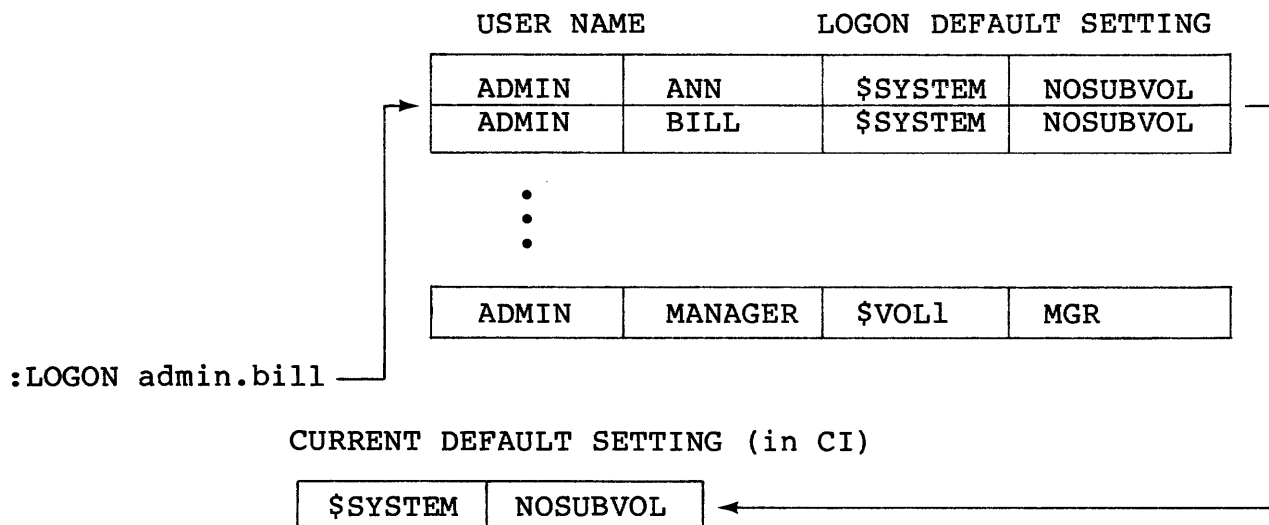 USER NAME LOGON DEFAULT SETTING
ADMIN ANN $SYSTEM NOSUBVOL
ADMIN BILL $SYSTEM NOSUBVOL
ADMIN MANAGER $VOL1 MGR
:LOGON admin.bill
CURRENT DEFAULT SETTING (in CI)
$SYSTEM NOSUBVOL